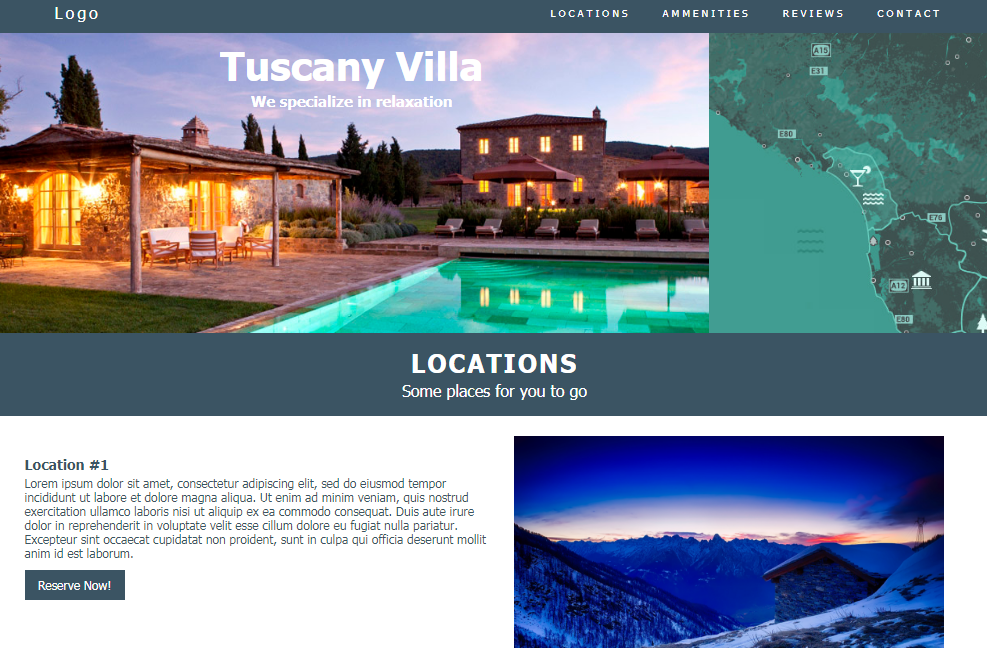 Logo
LOCATIONS
AMMENITIES
REVIEWS
CONTACT
Tuscany Villa
We specialize in relaxation
A15
E31
E80
E76
A12
E80
LOCATIONS
Some places for you to go
Location #1
Lorem ipsum dolor sit amet, consectetur adipiscing elit, sed do eiusmod tempor
incididunt ut labore et dolore magna aliqua. Ut enim ad minim veniam, quis nostrud
exercitation ullamco laboris nisi ut aliquip ex ea commodo consequat. Duis aute irure
dolor in reprehenderit in voluptate velit esse cillum dolore eu fugiat nulla pariatur.
Excepteur sint occaecat cupidatat non proident, sunt in culpa qui officia deserunt mollit
anim id est laborum.
Reserve Now!